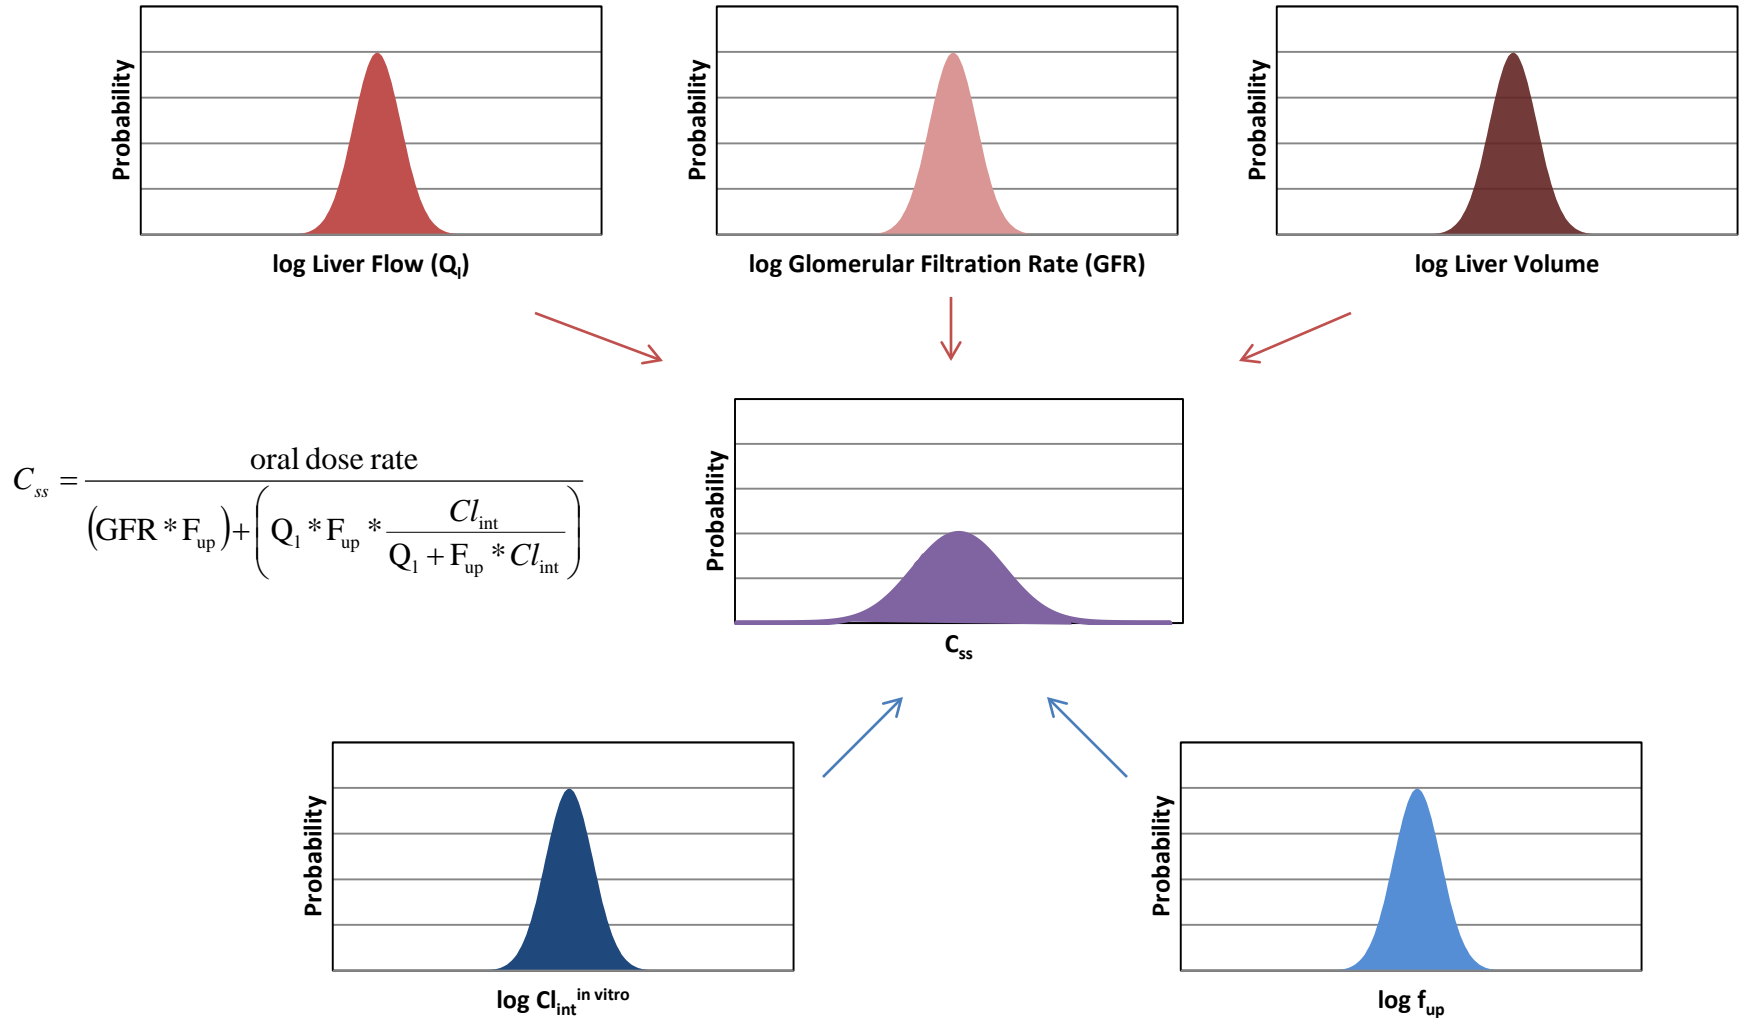 Probability
Probability
Probability
log Liver Flow (Ql)
log Glomerular Filtration Rate (GFR)
log Liver Volume
Css = oral dose rate / (GFR * Fup) + (Ql * Fup * Clint / Ql + Fup * Clint)
Probability
Css
Probability
Probability
log Clint in vitro
log fup